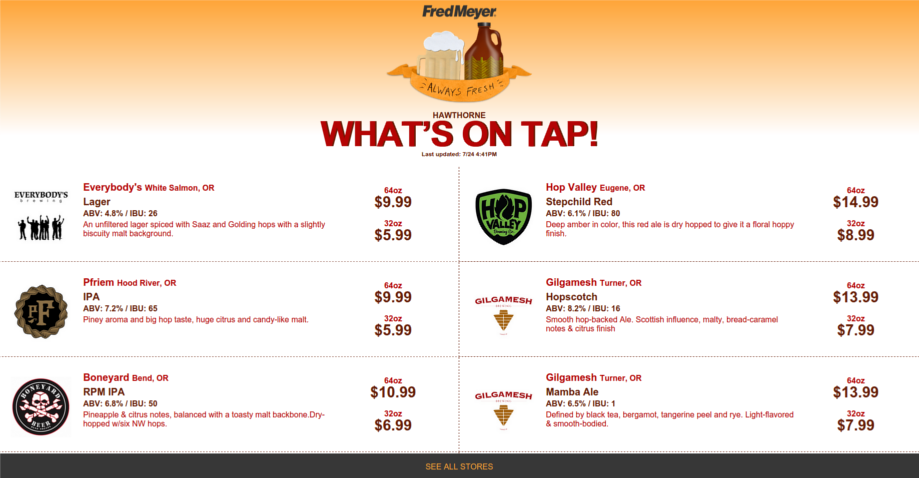 FredMeyer
ALWAYS FRESH
HAWTHORNE
WHAT'S ON TAP!
Last updated: 7/24 4:41PM
EVERYBODY'S
brewing
Everybody's White Salmon, OR
Lager
ABV: 4.8% / IBU: 26
An unfiltered lager spiced with Saaz and Golding hops with a slightly
biscuity malt background.
64oz
$9.99
32oz
$5.99
HOP
VALLEY
Hop Valley Eugene, OR
Stepchild Red
ABV: 6.1% / IBU: 80
Deep amber in color, this red ale is dry hopped to give it a floral hoppy
finish.
64oz
$14.99
32oz
$8.99
PF
Pfriem Hood River, OR
IPA
ABV: 7.2% / IBU: 65
Piney aroma and big hop taste, huge citrus and candy-like malt.
64oz
$9.99
32oz
$5.99
GILGAMESH
Gilgamesh Turner, OR
Hopscotch
ABV: 8.2% / IBU: 16
Smooth hop-backed Ale. Scottish influence, malty, bread-caramel
notes & citrus finish
64oz
$13.99
32oz
$7.99
BONEYARD
BEER
Boneyard Bend, OR
RPM IPA
ABV: 6.8% / IBU: 50
Pineapple & citrus notes, balanced with a toasty malt backbone.Dry-
hopped w/six NW hops.
64oz
$10.99
32oz
$6.99
GILGAMESH
Gilgamesh Turner, OR
Mamba Ale
ABV: 6.5% / IBU: 1
Defined by black tea, bergamot, tangerine peel and rye. Light-flavored
& smooth-bodied.
64oz
$13.99
32oz
$7.99
SEE ALL STORES